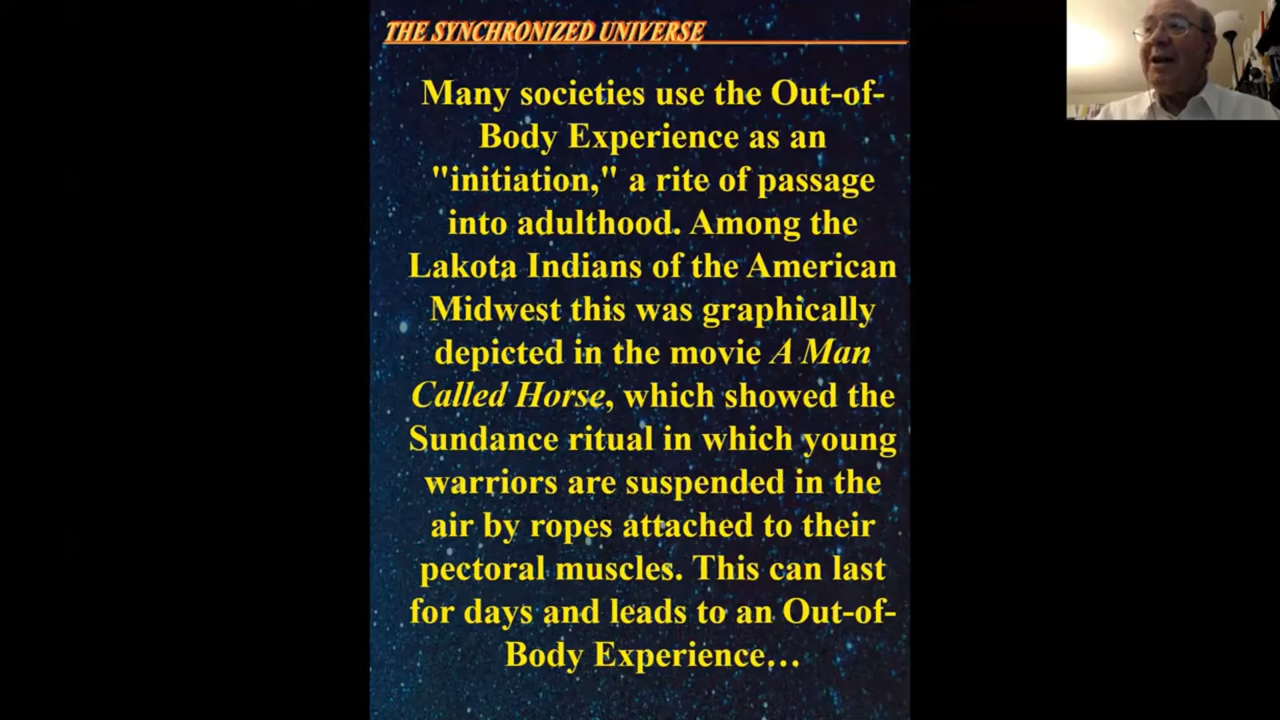 THE SYNCHRONIZED UNIVERSE
Many societies use the Out-of-
Body Experience as an
"initiation," a rite of passage
into adulthood. Among the
Lakota Indians of the American
Midwest this was graphically
depicted in the movie A Man
Called Horse, which showed the
Sundance ritual in which young
warriors are suspended in the
air by ropes attached to their
pectoral muscles. This can last
for days and leads to an Out-of-
Body Experience…